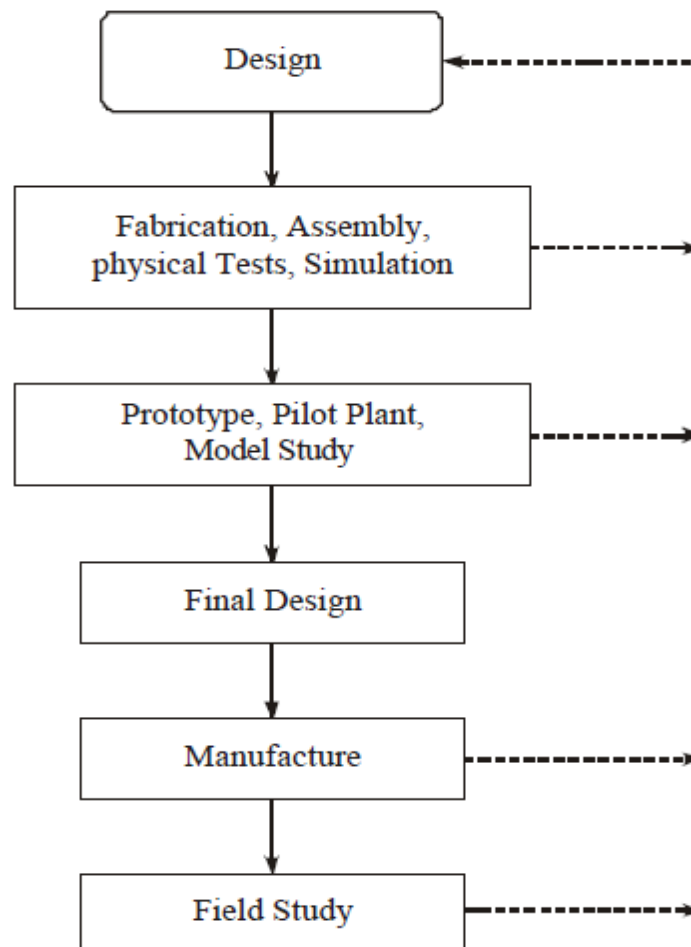 Design
Fabrication, Assembly,
physical Tests, Simulation
Prototype, Pilot Plant,
Model Study
Final Design
Manufacture
Field Study